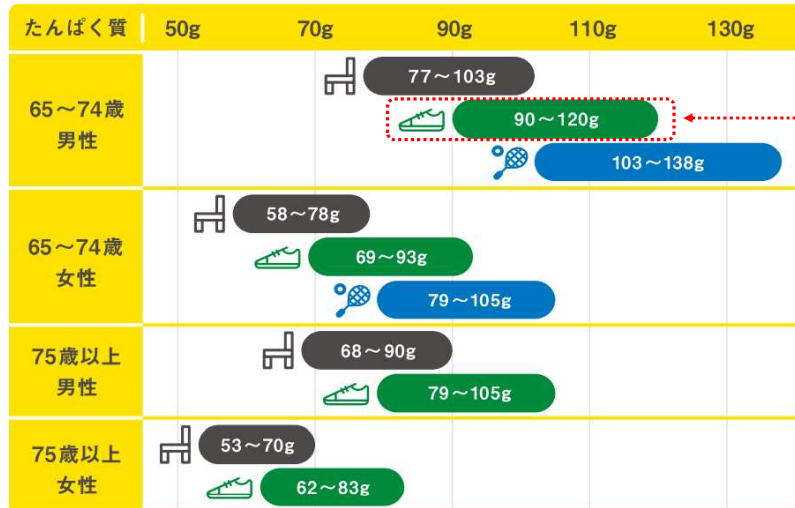 たんぱく質 50g 70g 90g 110g 130g
65～74歳
男性
77～103g
90～120g
103～138g
65～74歳
女性
58～78g
69～93g
79～105g
75歳以上
男性
68～90g
79～105g
75歳以上
女性
53～70g
62～83g